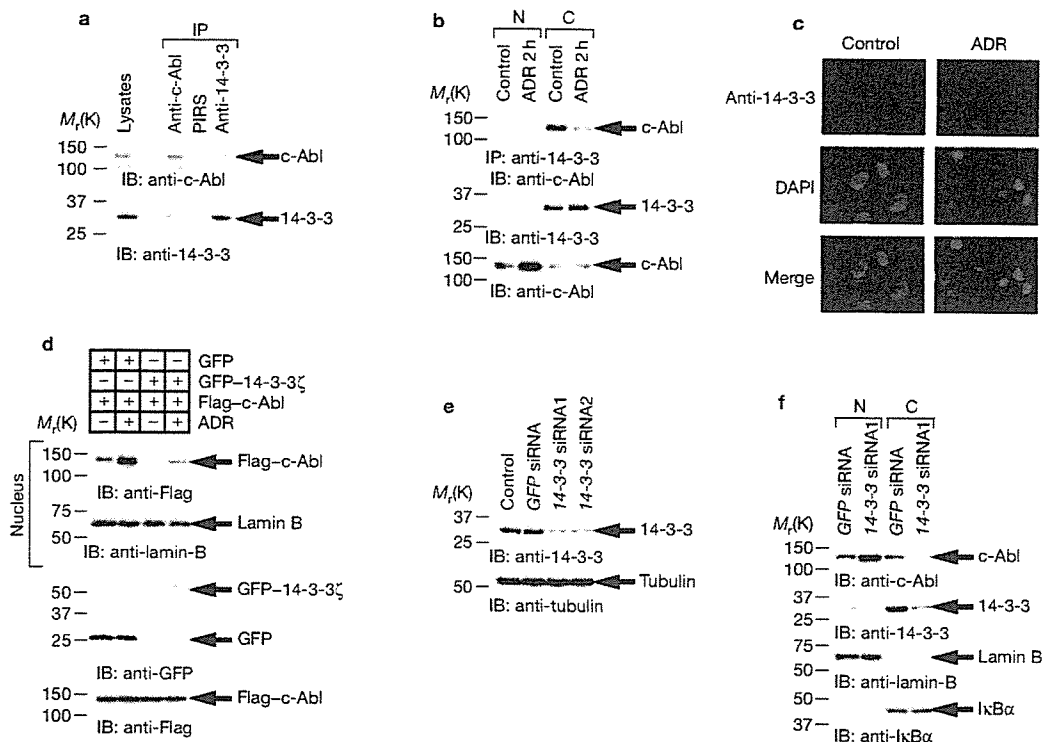 a
IP
Lysates
Anti-c-Abl
PIRS
Anti-14-3-3
Mr(K)
150
100
c-Abl
IB: anti-c-Abl
37
25
14-3-3
IB: anti-14-3-3
b
N C
Control
ADR 2 h
Control
ADR 2 h
Mr(K)
150
100
c-Abl
IP: anti-14-3-3
IB: anti-c-Abl
37
25
14-3-3
IB: anti-14-3-3
150
100
c-Abl
IB: anti-c-Abl
c
Control ADR
Anti-14-3-3
DAPI
Merge
d
+ + − − GFP
− − + + GFP–14-3-3ζ
+ + + + Flag–c-Abl
− + − + ADR
Mr(K)
Nucleus
150
100
Flag–c-Abl
IB: anti-Flag
75
50
Lamin B
IB: anti-lamin-B
50
37
25
GFP–14-3-3ζ
GFP
IB: anti-GFP
150
100
Flag–c-Abl
IB: anti-Flag
e
Control
GFP siRNA
14-3-3 siRNA1
14-3-3 siRNA2
Mr(K)
37
25
14-3-3
IB: anti-14-3-3
50
Tubulin
IB: anti-tubulin
f
N C
GFP siRNA
14-3-3 siRNA1
GFP siRNA
14-3-3 siRNA1
Mr(K)
150
100
c-Abl
IB: anti-c-Abl
37
25
14-3-3
IB: anti-14-3-3
75
50
Lamin B
IB: anti-lamin-B
50
37
IκBα
IB: anti-IκBα